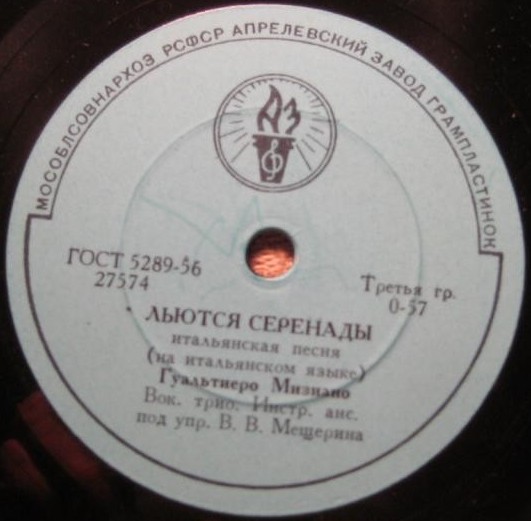 МОСОБЛСОВНАРХОЗ РСФСР АПРЕЛЕВСКИЙ ЗАВОД ГРАМПЛАСТИНОК
АЗ
ГОСТ 5289-56
27574
Третья гр.
0-57
ЛЬЮТСЯ СЕРЕНАДЫ
итальянская песня
(на итальянском языке)
Гуальтиеро Мизиано
Вок. трио. Инстр. анс.
под упр. В. В. Мещерина